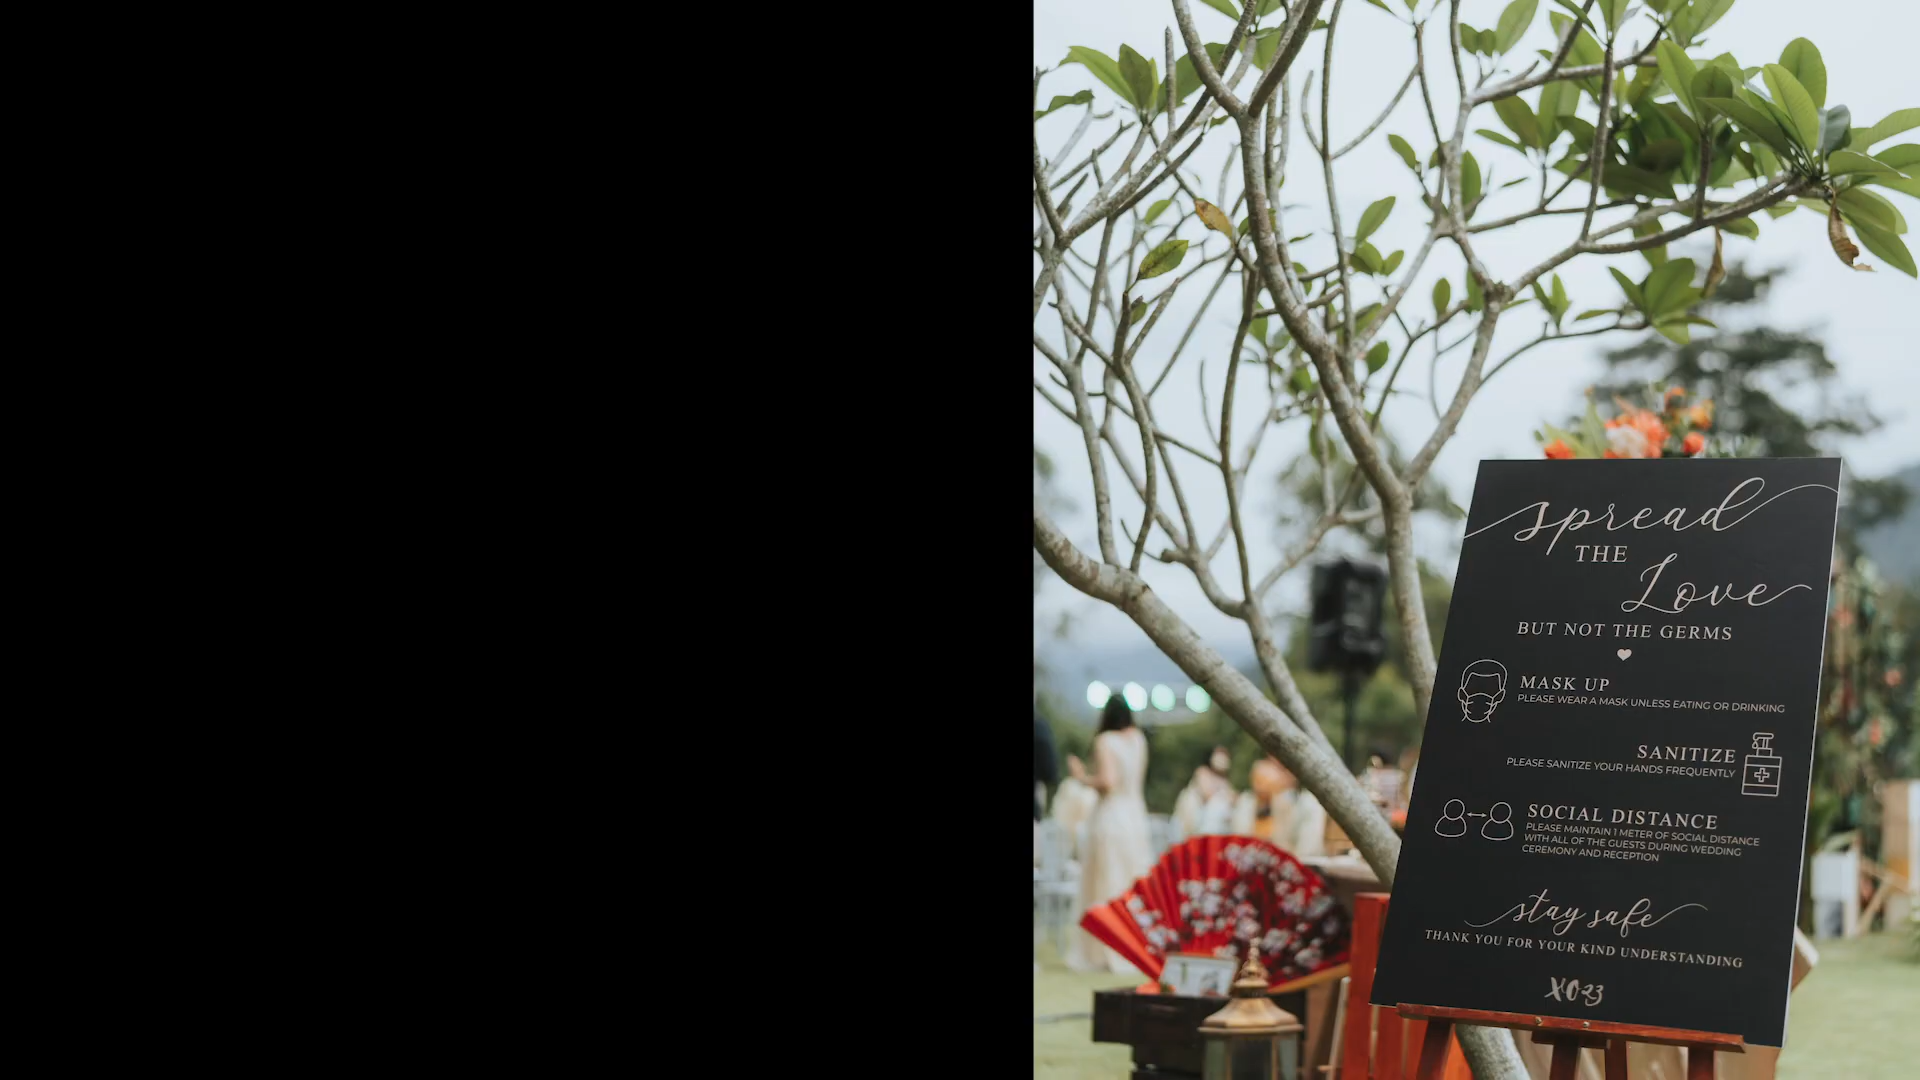 spread
THE
Love
BUT NOT THE GERMS
MASK UP
PLEASE WEAR A MASK UNLESS EATING OR DRINKING
SANITIZE
PLEASE SANITIZE YOUR HANDS FREQUENTLY
SOCIAL DISTANCE
PLEASE MAINTAIN 1 METER OF SOCIAL DISTANCE
WITH ALL OF THE GUESTS DURING WEDDING
CEREMONY AND RECEPTION
stay safe
THANK YOU FOR YOUR KIND UNDERSTANDING
XO23